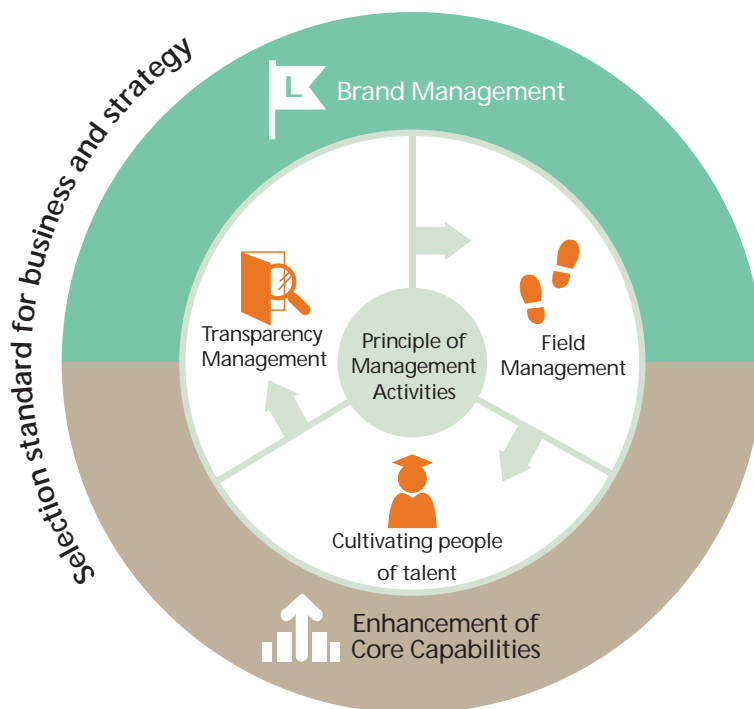 Selection standard for business and strategy
L
Brand Management
Transparency
Management
Principle of
Management
Activities
Field
Management
Cultivating people
of talent
Enhancement of
Core Capabilities